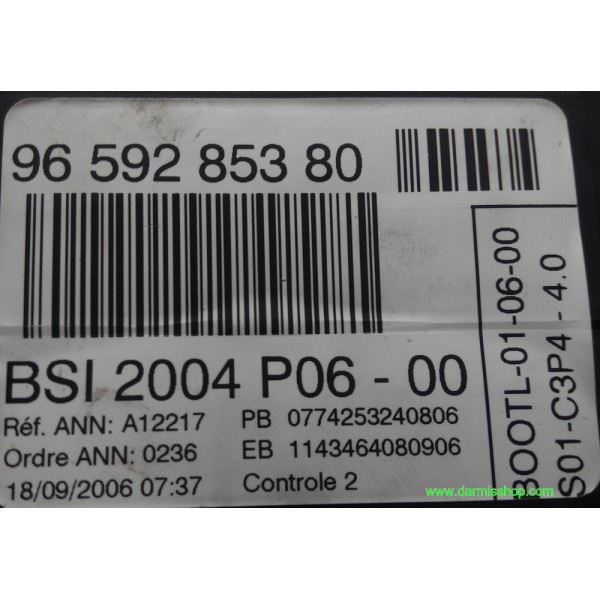 96 592 853 80
BSI 2004 P06 - 00
Réf. ANN: A12217 PB 0774253240806
Ordre ANN: 0236 EB 1143464080906
18/09/2006 07:37 Controle 2
BOOTL-01-06-00
S01-C3P4 - 4.0
www.darmisshop.com